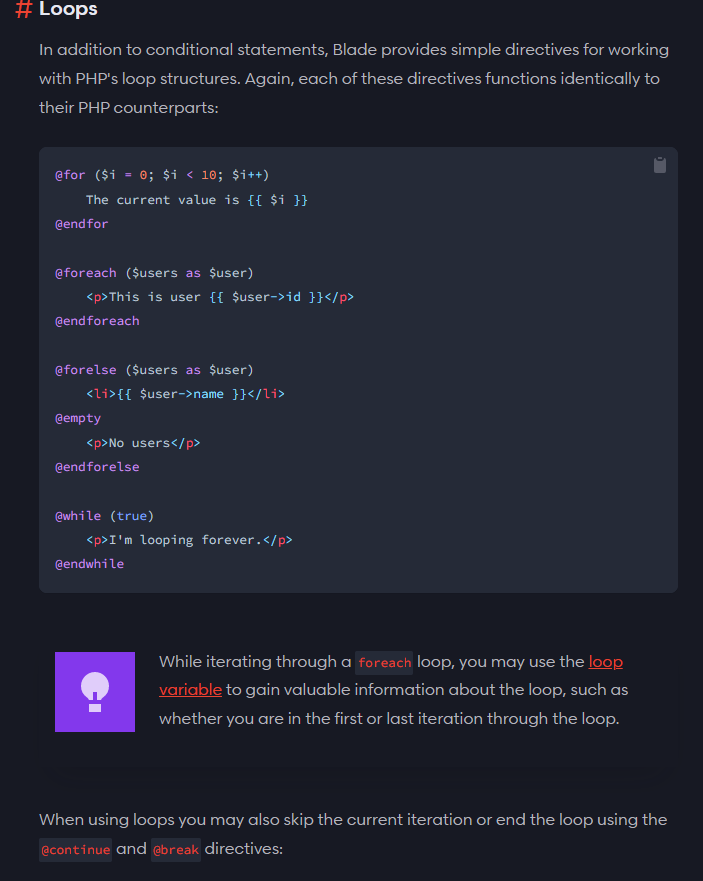 # Loops
In addition to conditional statements, Blade provides simple directives for working
with PHP's loop structures. Again, each of these directives functions identically to
their PHP counterparts:
@for ($i = 0; $i < 10; $i++)
    The current value is {{ $i }}
@endfor

@foreach ($users as $user)
    <p>This is user {{ $user->id }}</p>
@endforeach

@forelse ($users as $user)
    <li>{{ $user->name }}</li>
@empty
    <p>No users</p>
@endforelse

@while (true)
    <p>I'm looping forever.</p>
@endwhile
While iterating through a foreach loop, you may use the loop
variable to gain valuable information about the loop, such as
whether you are in the first or last iteration through the loop.
When using loops you may also skip the current iteration or end the loop using the
@continue and @break directives: